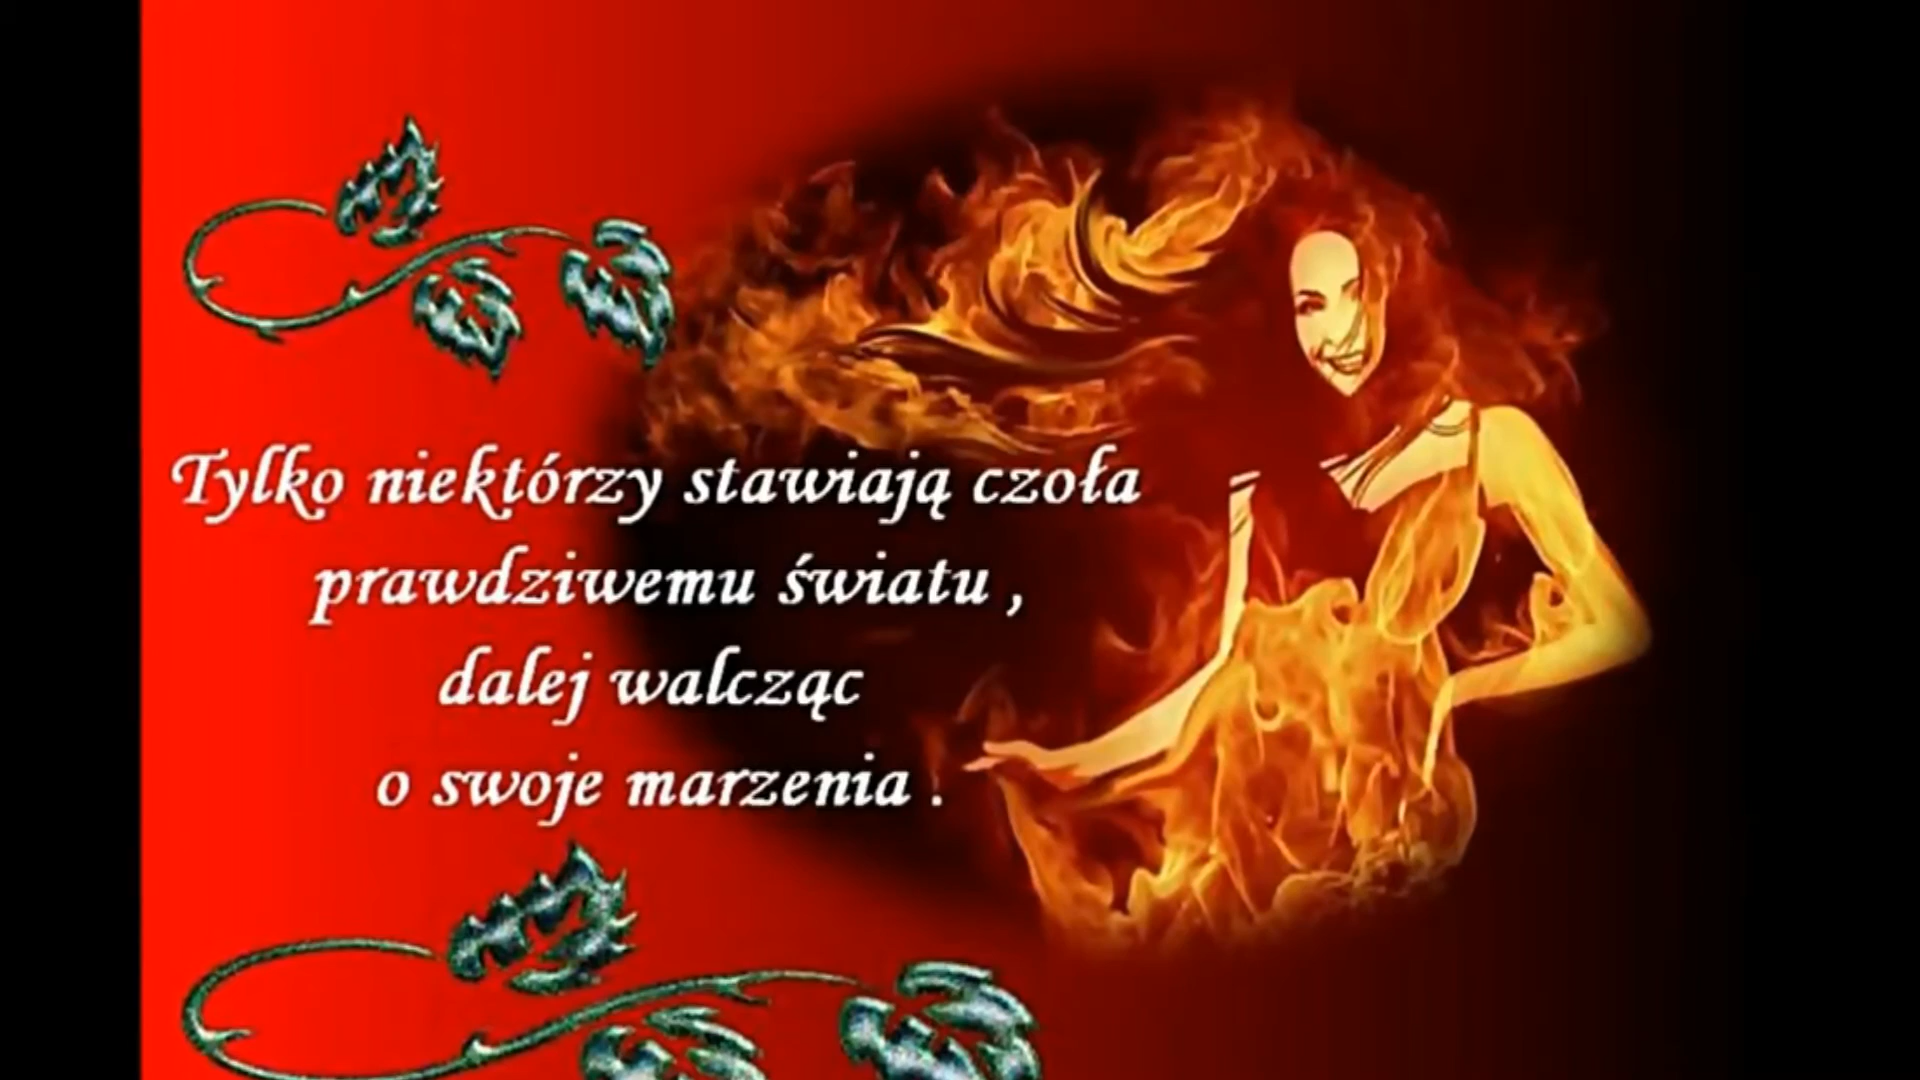 Tylko niektórzy stawiają czoła
prawdziwemu światu ,
dalej walcząc
o swoje marzenia .